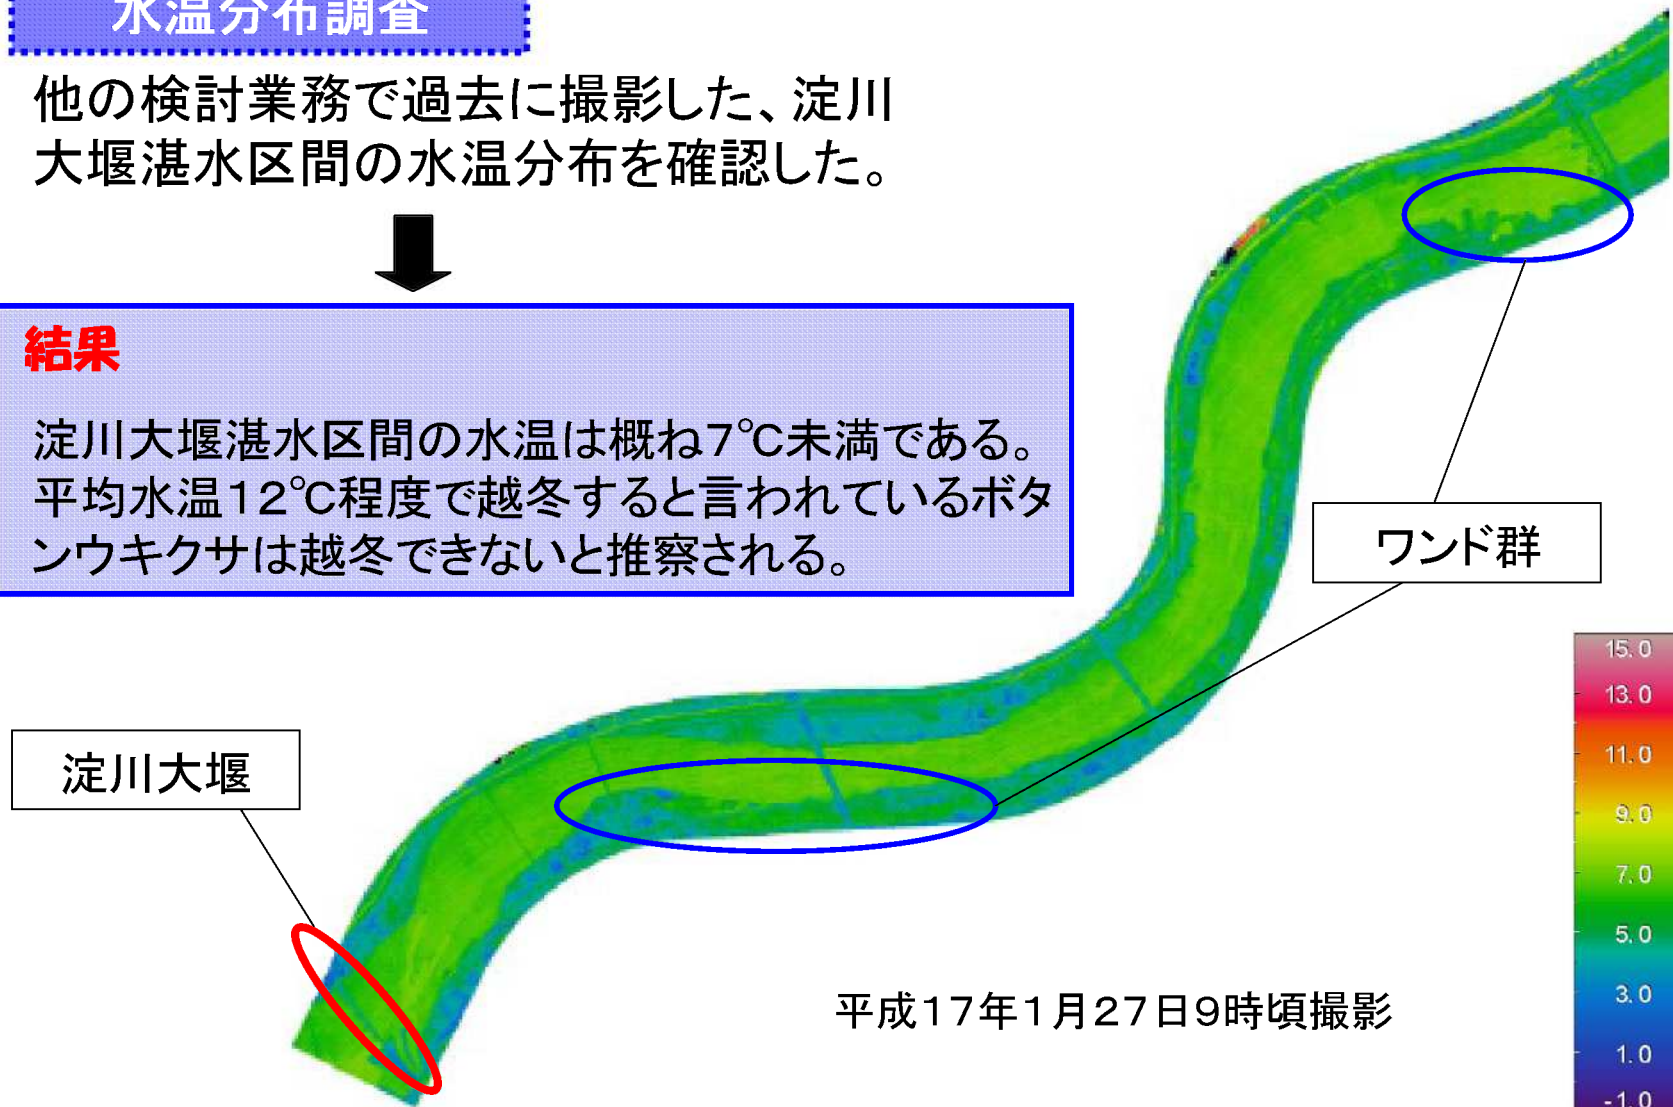 水温分布調査
他の検討業務で過去に撮影した、淀川
大堰湛水区間の水温分布を確認した。
結果
淀川大堰湛水区間の水温は概ね7℃未満である。
平均水温12℃程度で越冬すると言われているボタ
ンウキクサは越冬できないと推察される。
ワンド群
淀川大堰
平成17年1月27日9時頃撮影
15.0
13.0
11.0
9.0
7.0
5.0
3.0
1.0
-1.0